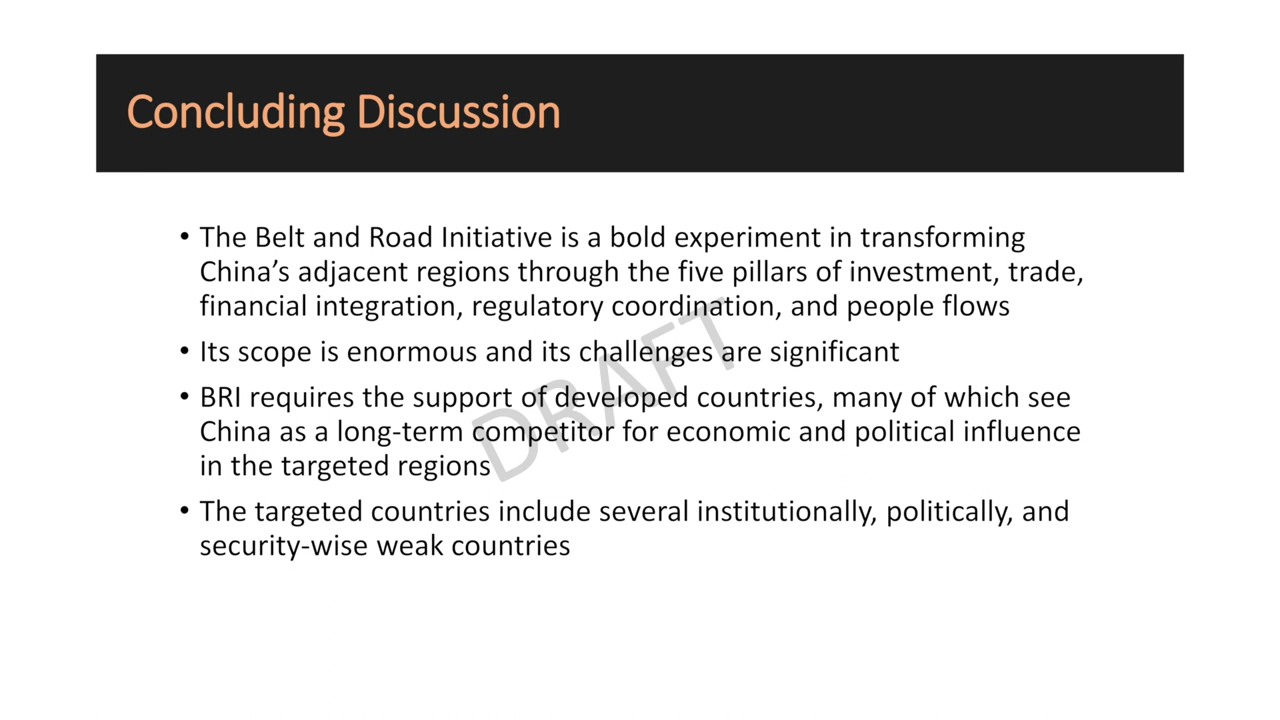 Concluding Discussion
• The Belt and Road Initiative is a bold experiment in transforming
China’s adjacent regions through the five pillars of investment, trade,
financial integration, regulatory coordination, and people flows
• Its scope is enormous and its challenges are significant
• BRI requires the support of developed countries, many of which see
China as a long-term competitor for economic and political influence
in the targeted regions
• The targeted countries include several institutionally, politically, and
security-wise weak countries
DRAFT